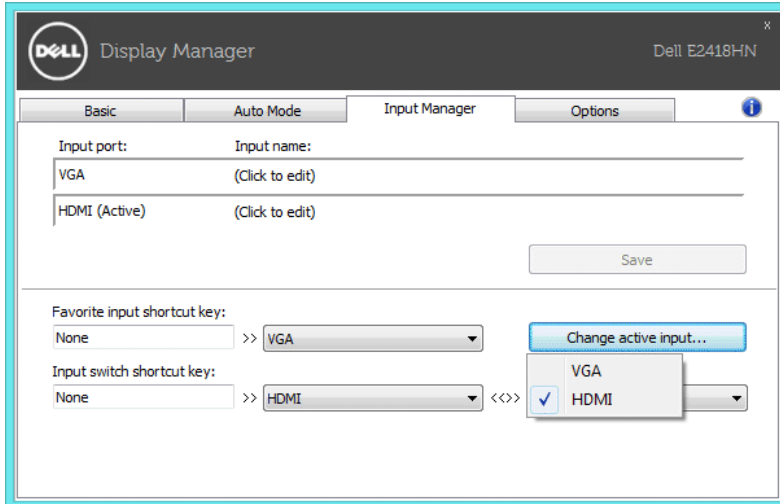 x
DELL Display Manager Dell E2418HN
Basic Auto Mode Input Manager Options i
Input port: Input name:
VGA (Click to edit)
HDMI (Active) (Click to edit)
Save
Favorite input shortcut key:
None >> VGA Change active input...
Input switch shortcut key:
VGA
None >> HDMI <<>> HDMI